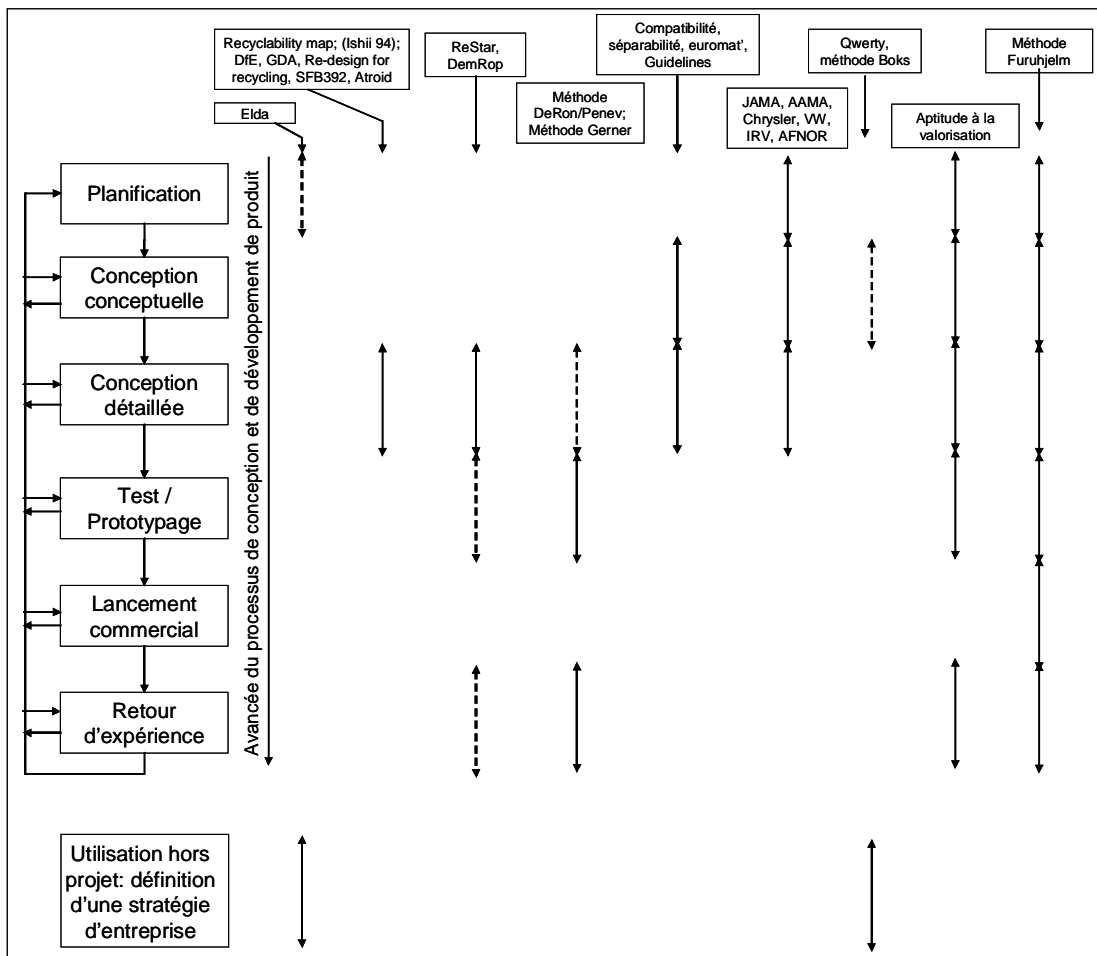 Recyclability map; (Ishii 94);
DfE, GDA, Re-design for
recycling, SFB392, Atroid
ReStar,
DemRop
Compatibilité,
séparabilité, euromat',
Guidelines
Qwerty,
méthode Boks
Méthode
Furuhjelm
Elda
Méthode
DeRon/Penev;
Méthode Gerner
JAMA, AAMA,
Chrysler, VW,
IRV, AFNOR
Aptitude à la
valorisation
Planification
Conception
conceptuelle
Conception
détaillée
Test /
Prototypage
Lancement
commercial
Retour
d'expérience
Avancée du processus de conception et de développement de produit
Utilisation hors
projet: définition
d'une stratégie
d'entreprise